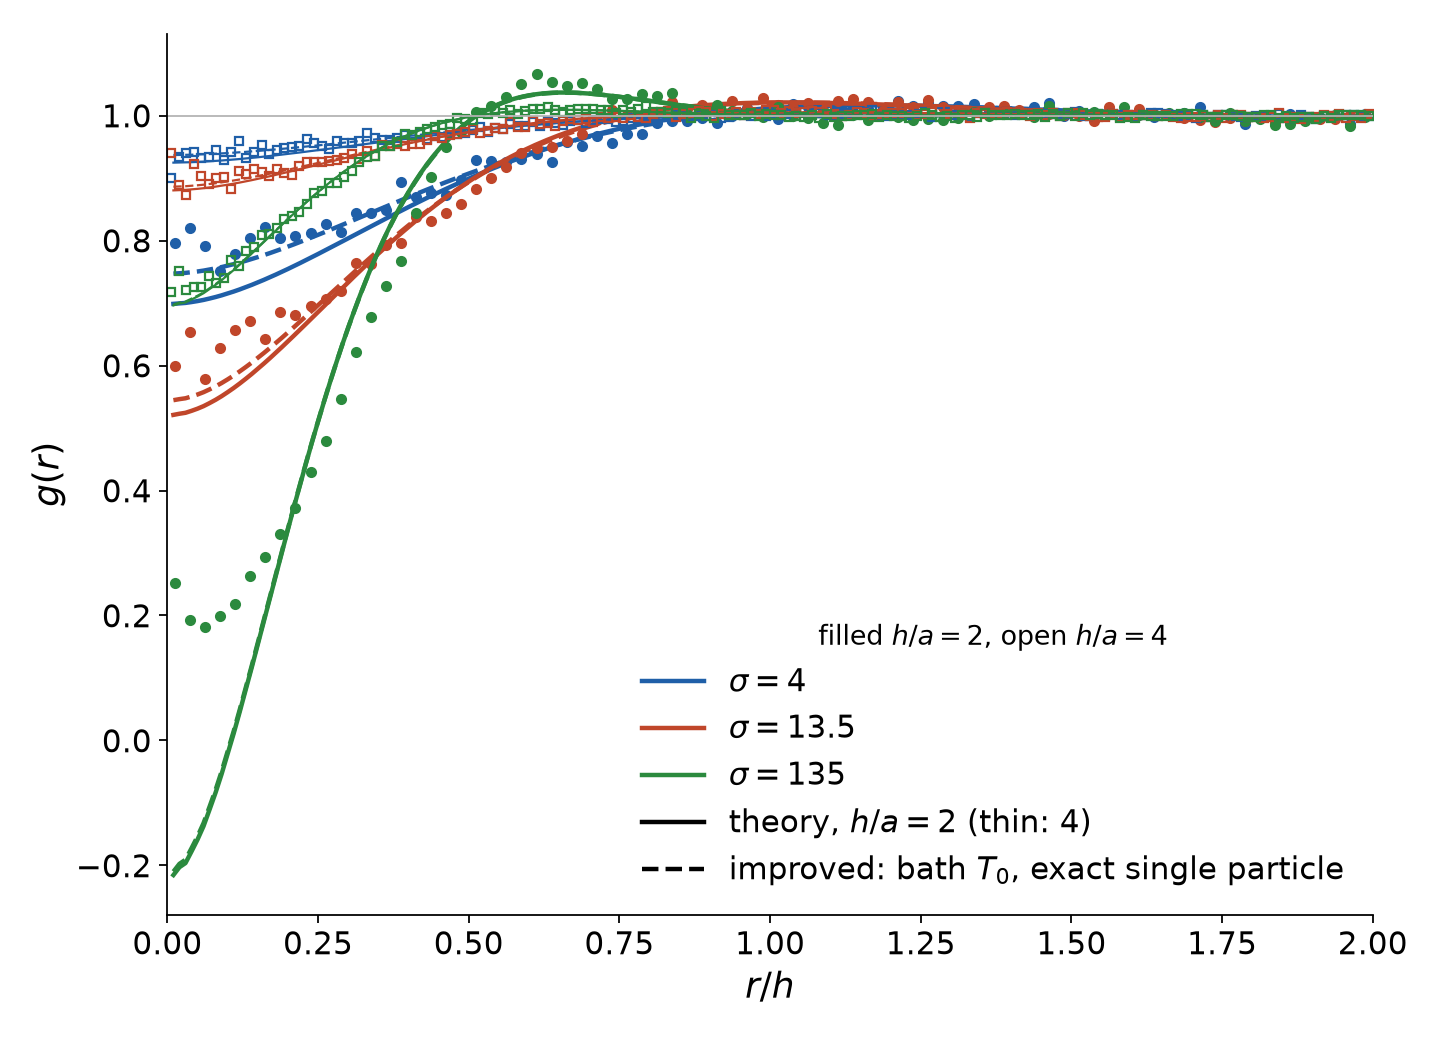 1.0
0.8
0.6
0.4
0.2
0.0
−0.2
g(r)
filled h/a = 2, open h/a = 4
σ = 4
σ = 13.5
σ = 135
theory, h/a = 2 (thin: 4)
improved: bath T₀, exact single particle
0.00 0.25 0.50 0.75 1.00 1.25 1.50 1.75 2.00
r/h